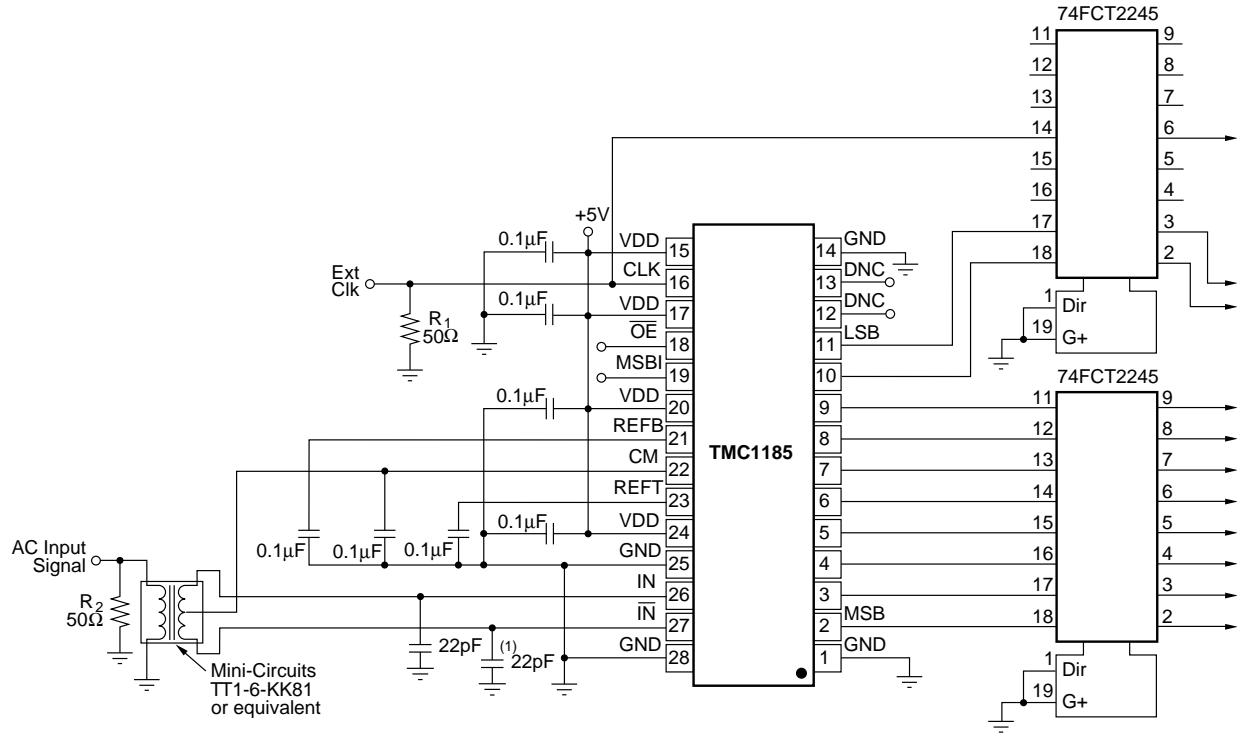 74FCT2245
11 9
12 8
13 7
14 6
15 5
16 4
17 3
18 2
1 Dir
19 G+
+5V
0.1µF
VDD 15
14 GND
Ext
Clk
CLK 16
13 DNC
R1
50Ω
0.1µF
VDD 17
12 DNC
OE 18
11 LSB
MSBI 19
10
74FCT2245
0.1µF
VDD 20
9
11 9
REFB 21
8
12 8
CM 22
TMC1185
7
13 7
REFT 23
6
14 6
0.1µF
VDD 24
5
15 5
0.1µF
0.1µF
0.1µF
AC Input
Signal
GND 25
4
16 4
IN 26
3
17 3
R2
50Ω
IN 27
2 MSB
18 2
22pF
(1)
22pF
GND 28
1 GND
1 Dir
19 G+
Mini-Circuits
TT1-6-KK81
or equivalent